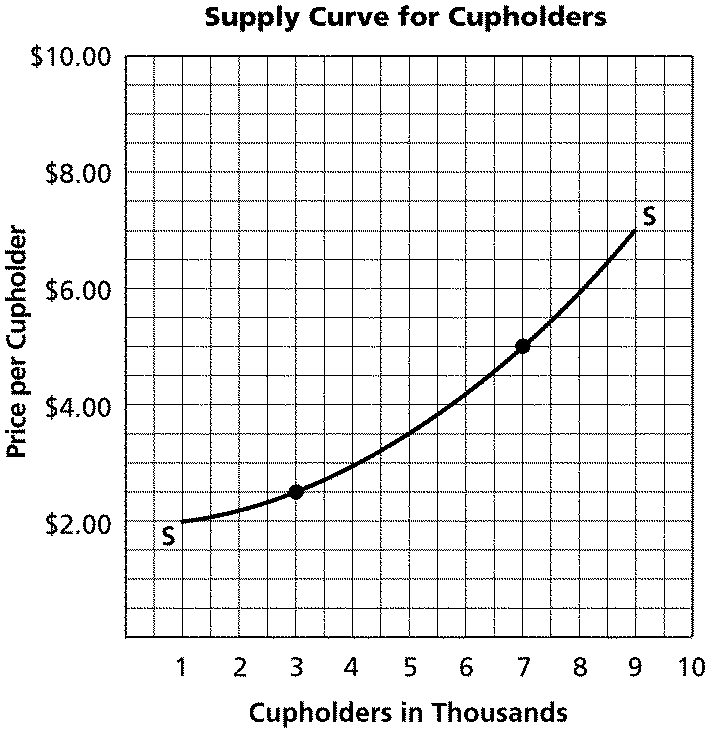 Supply Curve for Cupholders
$10.00
$8.00
$6.00
$4.00
$2.00
Price per Cupholder
S
S
1 2 3 4 5 6 7 8 9 10
Cupholders in Thousands